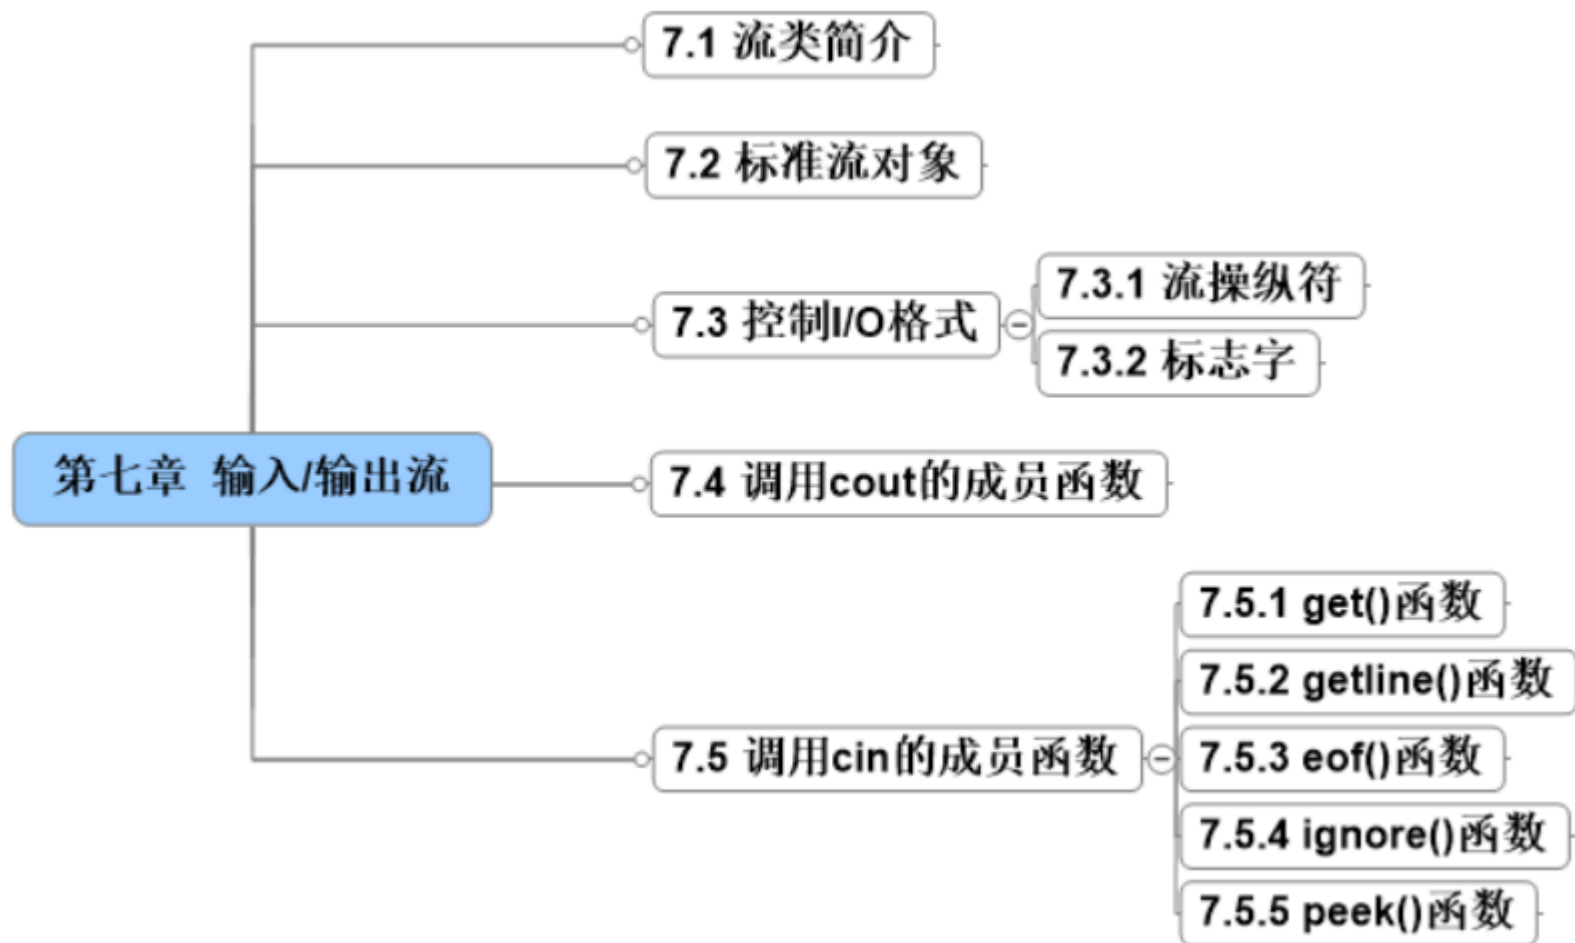 7.1 流类简介
7.2 标准流对象
7.3 控制I/O格式
7.3.1 流操纵符
7.3.2 标志字
第七章 输入/输出流
7.4 调用cout的成员函数
7.5 调用cin的成员函数
7.5.1 get()函数
7.5.2 getline()函数
7.5.3 eof()函数
7.5.4 ignore()函数
7.5.5 peek()函数